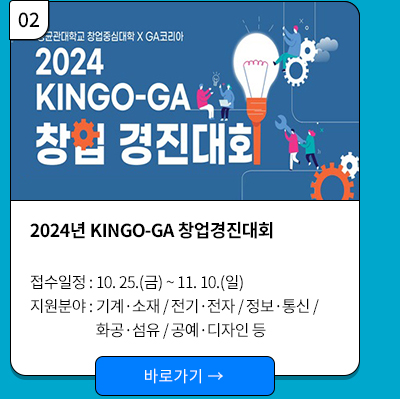 02
성균관대학교 창업중심대학 X GA코리아
2024
KINGO-GA
창업 경진대회
2024년 KINGO-GA 창업경진대회
접수일정 : 10. 25.(금) ~ 11. 10.(일)
지원분야 : 기계·소재 / 전기·전자 / 정보·통신 /
화공·섬유 / 공예·디자인 등
바로가기 →